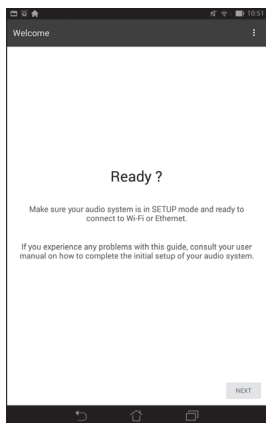 10:51
Welcome
Ready ?
Make sure your audio system is in SETUP mode and ready to
connect to Wi-Fi or Ethernet.
If you experience any problems with this guide, consult your user
manual on how to complete the initial setup of your audio system.
NEXT